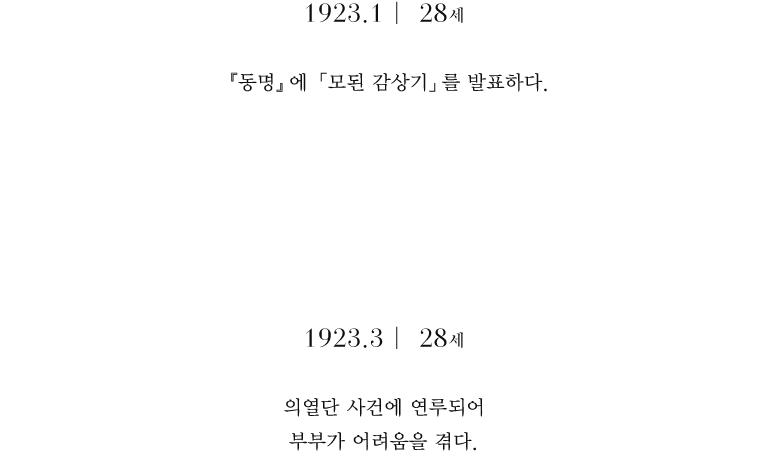 1923.1 | 28세
『동명』에 「모된 감상기」를 발표하다.
1923.3 | 28세
의열단 사건에 연루되어
부부가 어려움을 겪다.